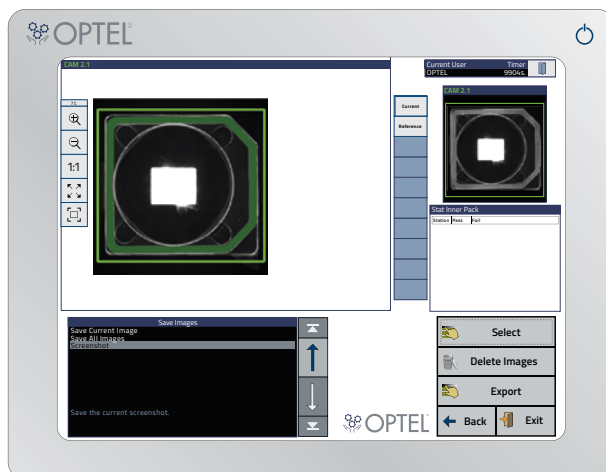 OPTEL
CAM 2.1
Current User Timer
OPTEL 9904s.
CAM 2.1
75
1:1
Current
Reference
Stat Inner Pack
Station Pass Fail
Save Images
Save Current Image
Save All Images
Screenshot
Save the current screenshot.
Select
Delete Images
Export
Back Exit
OPTEL